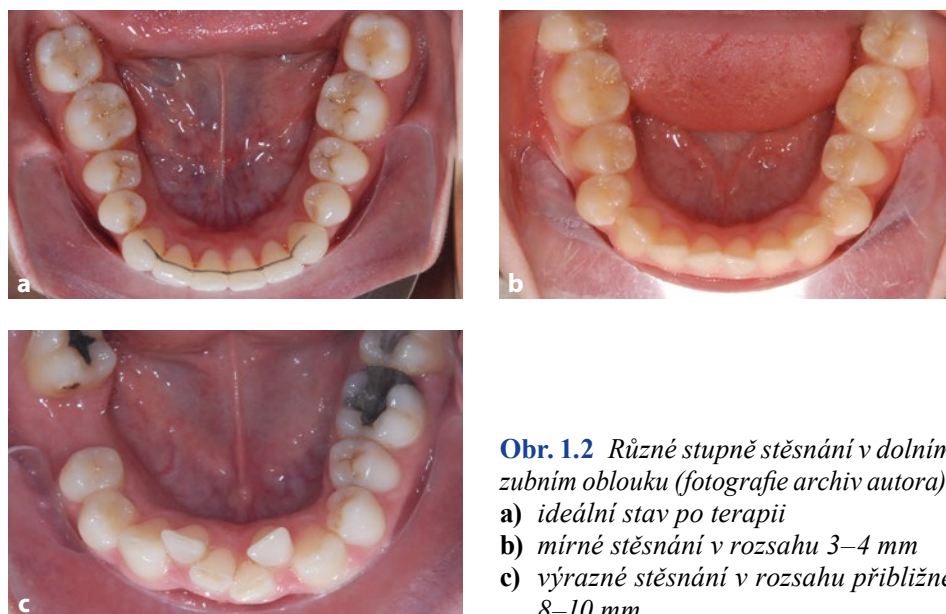 a
b
c
Obr. 1.2 Různé stupně stěsnání v dolním
zubním oblouku (fotografie archiv autora)
a) ideální stav po terapii
b) mírné stěsnání v rozsahu 3–4 mm
c) výrazné stěsnání v rozsahu přibližně
8–10 mm